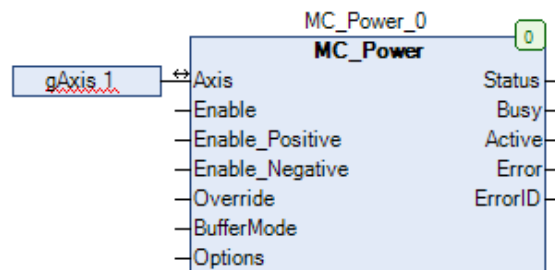 MC_Power_0
0
MC_Power
gAxis 1
Axis Status
Enable Busy
Enable_Positive Active
Enable_Negative Error
Override ErrorID
BufferMode
Options